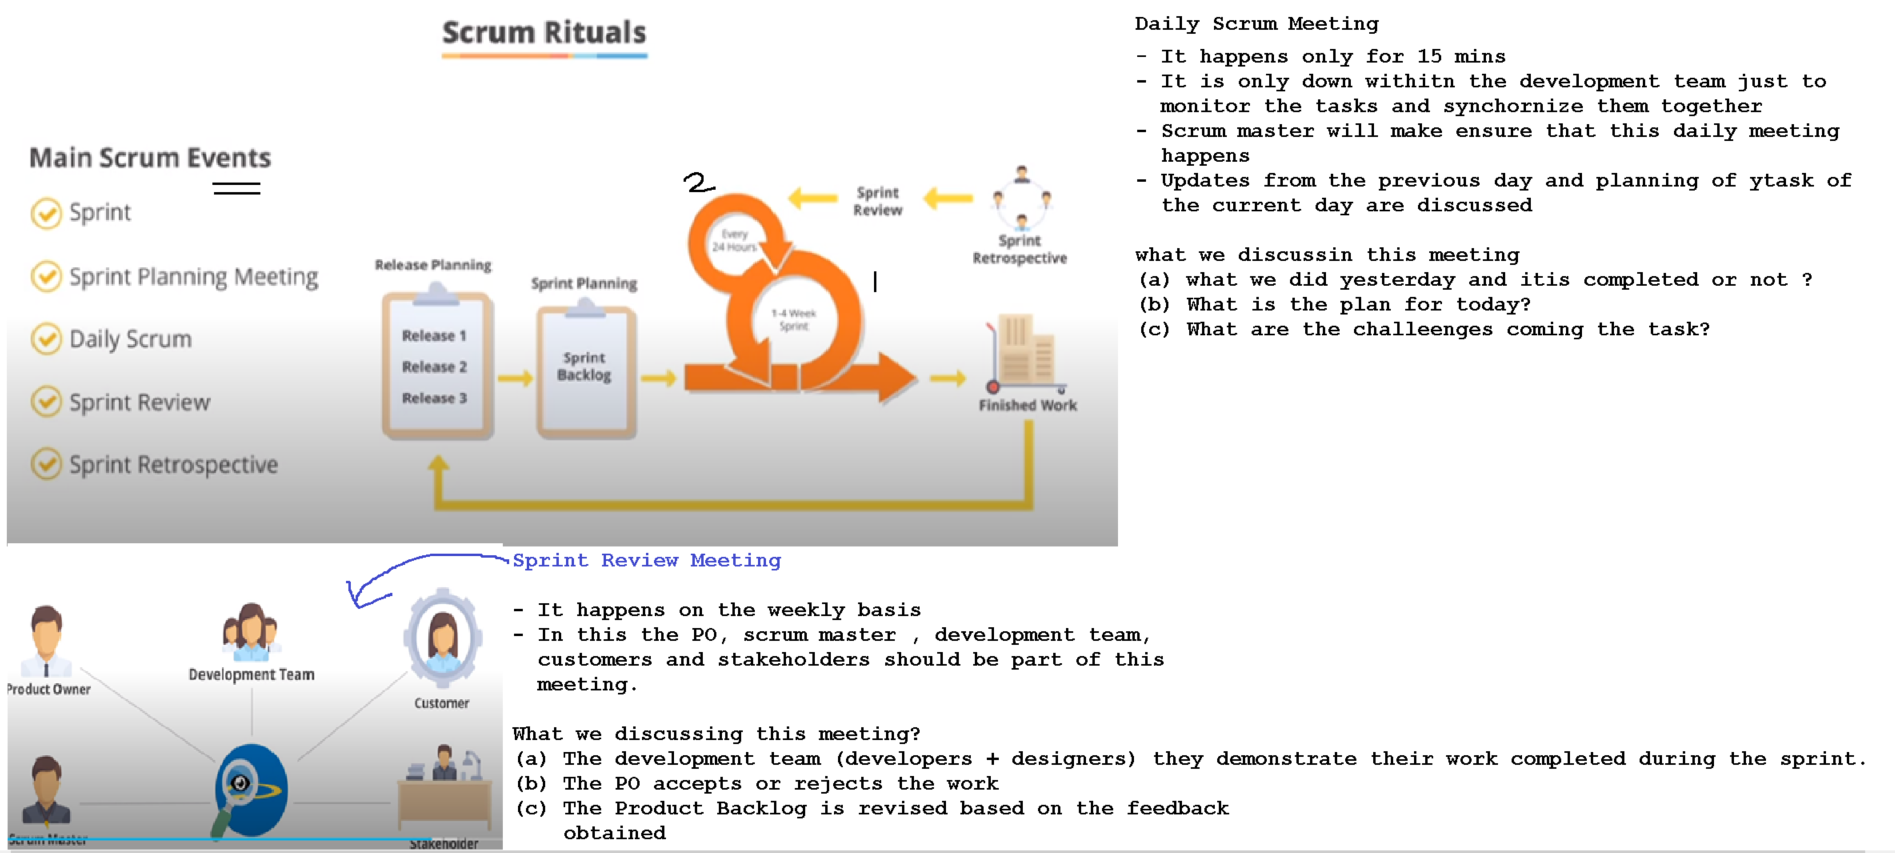 Scrum Rituals
Main Scrum Events
Sprint
Sprint Planning Meeting
Daily Scrum
Sprint Review
Sprint Retrospective
Release Planning
Release 1
Release 2
Release 3
Sprint Planning
Sprint
Backlog
2
Every
24 Hours
1-4 Week
Sprint
1
Sprint
Review
Sprint
Retrospective
Finished Work
Daily Scrum Meeting
- It happens only for 15 mins
- It is only down withitn the development team just to
monitor the tasks and synchornize them together
- Scrum master will make ensure that this daily meeting
happens
- Updates from the previous day and planning of ytask of
the current day are discussed
what we discussin this meeting
(a) what we did yesterday and itis completed or not ?
(b) What is the plan for today?
(c) What are the challeenges coming the task?
Product Owner
Development Team
Customer
Scrum Master
Stakeholder
Sprint Review Meeting
- It happens on the weekly basis
- In this the PO, scrum master , development team,
customers and stakeholders should be part of this
meeting.
What we discussing this meeting?
(a) The development team (developers + designers) they demonstrate their work completed during the sprint.
(b) The PO accepts or rejects the work
(c) The Product Backlog is revised based on the feedback
obtained